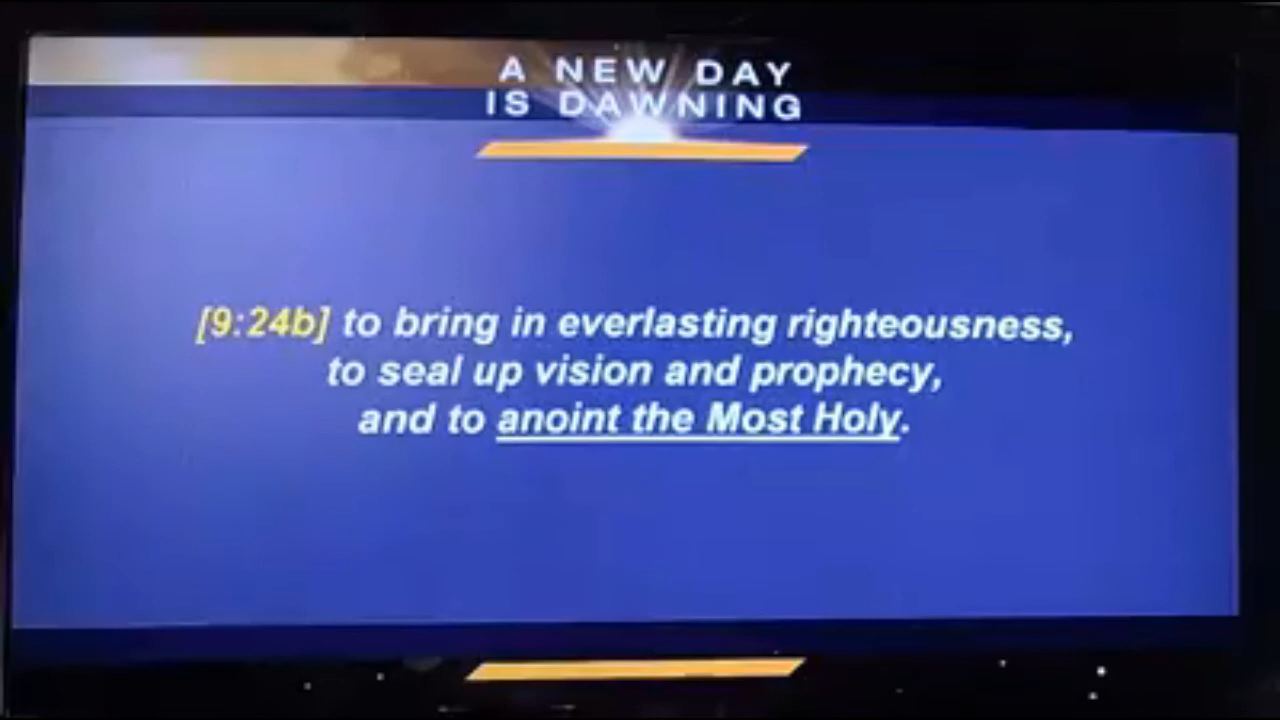 A NEW DAY
IS DAWNING
[9:24b] to bring in everlasting righteousness,
to seal up vision and prophecy,
and to anoint the Most Holy.